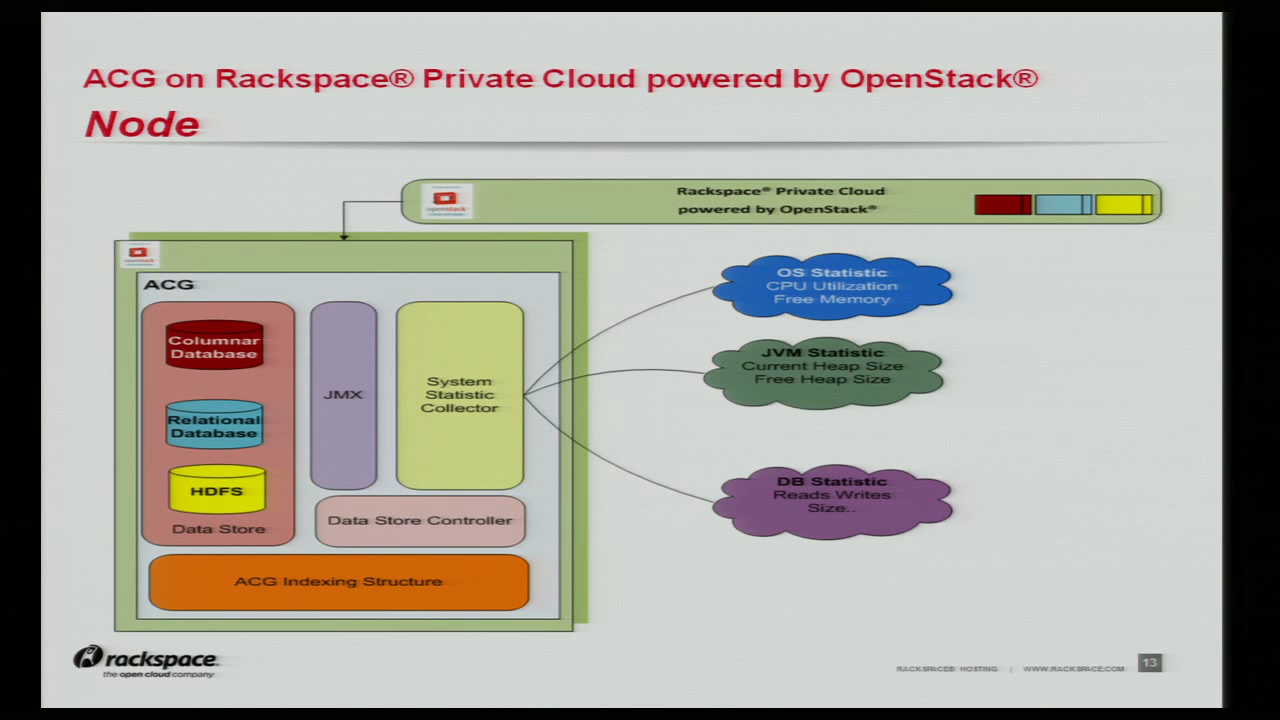 ACG on Rackspace® Private Cloud powered by OpenStack®
Node
openstack
Rackspace® Private Cloud
powered by OpenStack®
openstack
ACG
Columnar
Database
Relational
Database
HDFS
Data Store
JMX
System
Statistic
Collector
Data Store Controller
ACG Indexing Structure
OS Statistic
CPU Utilization
Free Memory
JVM Statistic
Current Heap Size
Free Heap Size
DB Statistic
Reads Writes
Size..
rackspace.
the open cloud company
RACKSPACE® HOSTING | WWW.RACKSPACE.COM
13